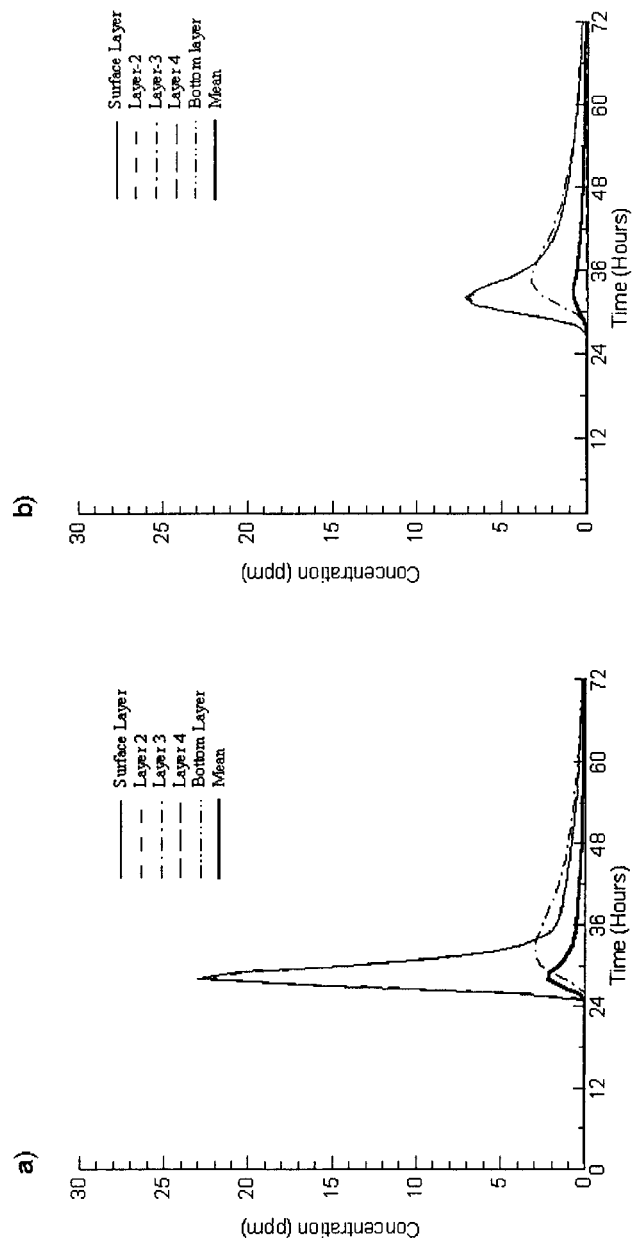 a)
Concentration (ppm)
30
25
20
15
10
5
0
0
12
24
36
48
60
72
Time (Hours)
Surface Layer
Layer 2
Layer 3
Layer 4
Bottom Layer
Mean
b)
Concentration (ppm)
30
25
20
15
10
5
0
12
24
36
48
60
72
Time (Hours)
Surface Layer
Layer-2
Layer-3
Layer 4
Bottom layer
Mean